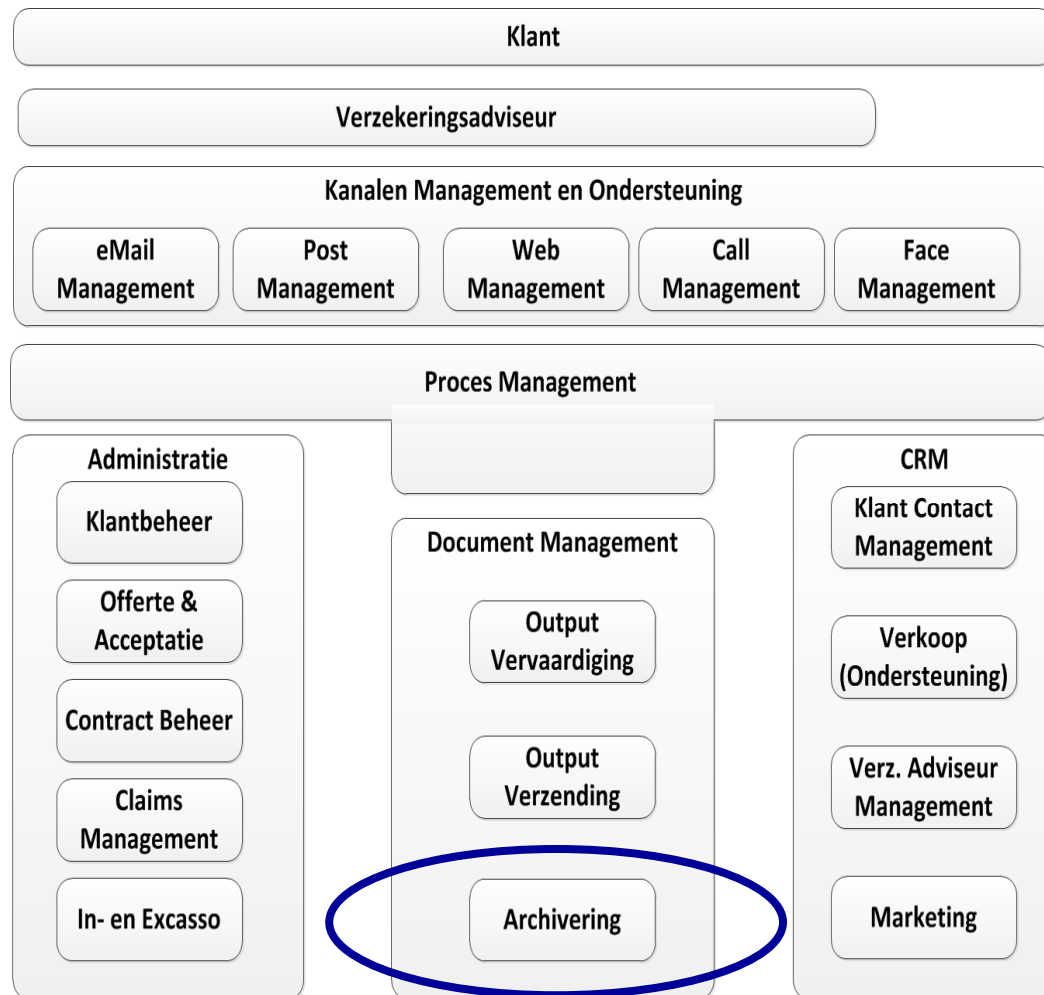 Klant
Verzekeringsadviseur
Kanalen Management en Ondersteuning
eMail
Management
Post
Management
Web
Management
Call
Management
Face
Management
Proces Management
Administratie
Klantbeheer
Offerte &
Acceptatie
Contract Beheer
Claims
Management
In- en Excasso
Document Management
Output
Vervaardiging
Output
Verzending
Archivering
CRM
Klant Contact
Management
Verkoop
(Ondersteuning)
Verz. Adviseur
Management
Marketing